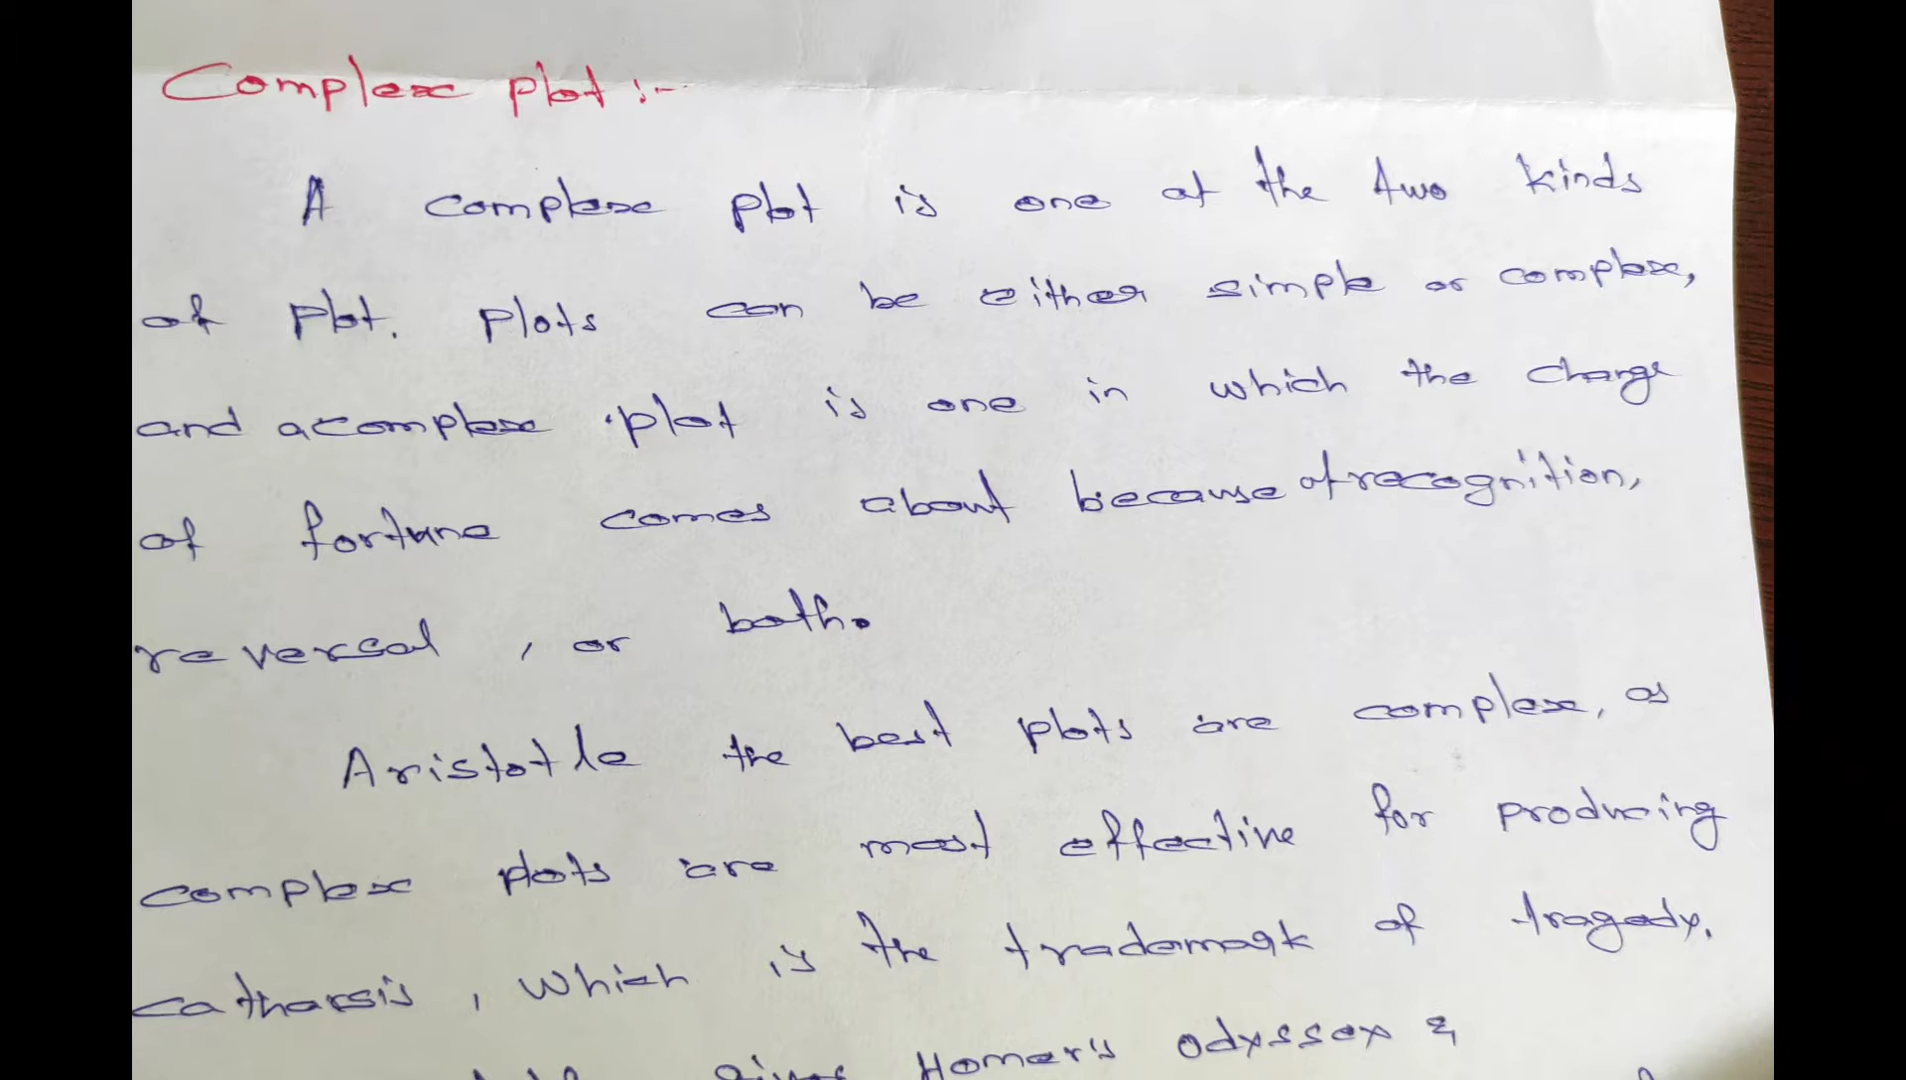 Complex plot :-
A complex plot is one of the two kinds
of plot. plots can be either simple or complex,
and a complex plot is one in which the change
of fortune comes about because of recognition,
reversal, or both.
Aristotle the best plots are complex, as
complex plots are most effective for producing
catharsis, which is the trademark of tragedy.
gives Homer's odyssey &